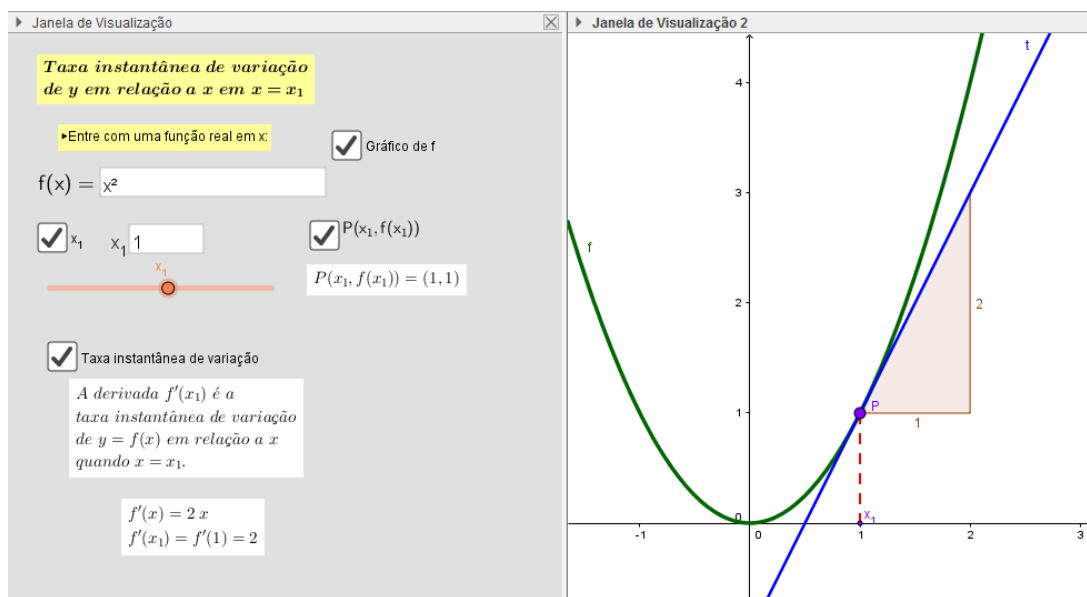 Janela de Visualização
Taxa instantânea de variação
de y em relação a x em x = x₁
▸Entre com uma função real em x:
Gráfico de f
f(x) = x²
x₁
x₁ 1
P(x₁,f(x₁))
x₁
P(x₁, f(x₁)) = (1, 1)
Taxa instantânea de variação
A derivada f′(x₁) é a
taxa instantânea de variação
de y = f(x) em relação a x
quando x = x₁.
f′(x) = 2 x
f′(x₁) = f′(1) = 2
Janela de Visualização 2
t
4
3
f
2
2
P
1
1
x₁
0
-1
0
1
2
3